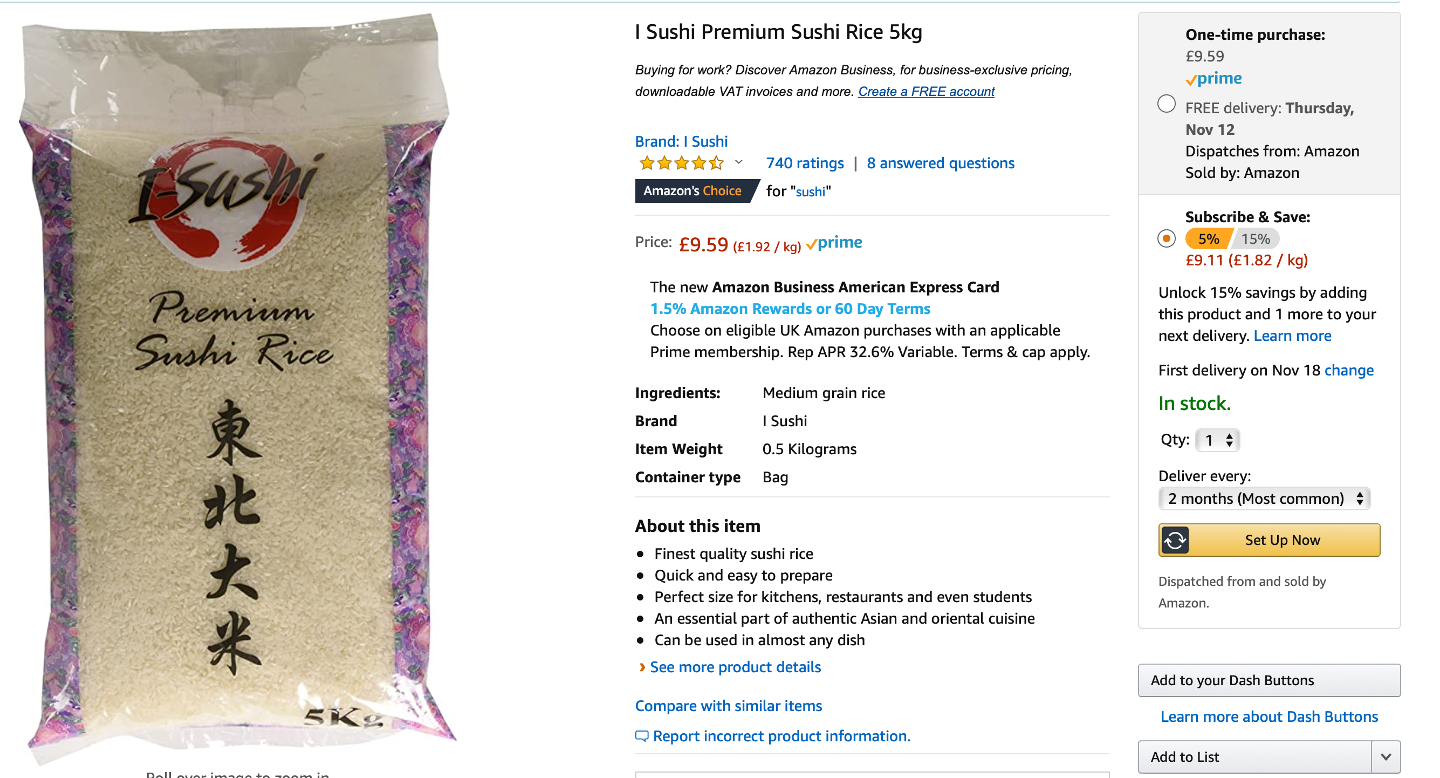 I-Sushi
Premium
Sushi Rice
東
北
大
米
5Kg
Roll over image to zoom in
I Sushi Premium Sushi Rice 5kg
Buying for work? Discover Amazon Business, for business-exclusive pricing,
downloadable VAT invoices and more. Create a FREE account
Brand: I Sushi
740 ratings | 8 answered questions
Amazon's Choice for "sushi"
Price: £9.59 (£1.92 / kg) prime
The new Amazon Business American Express Card
1.5% Amazon Rewards or 60 Day Terms
Choose on eligible UK Amazon purchases with an applicable
Prime membership. Rep APR 32.6% Variable. Terms & cap apply.
Ingredients: Medium grain rice
Brand I Sushi
Item Weight 0.5 Kilograms
Container type Bag
About this item
Finest quality sushi rice
Quick and easy to prepare
Perfect size for kitchens, restaurants and even students
An essential part of authentic Asian and oriental cuisine
Can be used in almost any dish
› See more product details
Compare with similar items
Report incorrect product information.
One-time purchase:
£9.59
prime
FREE delivery: Thursday,
Nov 12
Dispatches from: Amazon
Sold by: Amazon
Subscribe & Save:
5% 15%
£9.11 (£1.82 / kg)
Unlock 15% savings by adding
this product and 1 more to your
next delivery. Learn more
First delivery on Nov 18 change
In stock.
Qty: 1
Deliver every:
2 months (Most common)
Set Up Now
Dispatched from and sold by
Amazon.
Add to your Dash Buttons
Learn more about Dash Buttons
Add to List